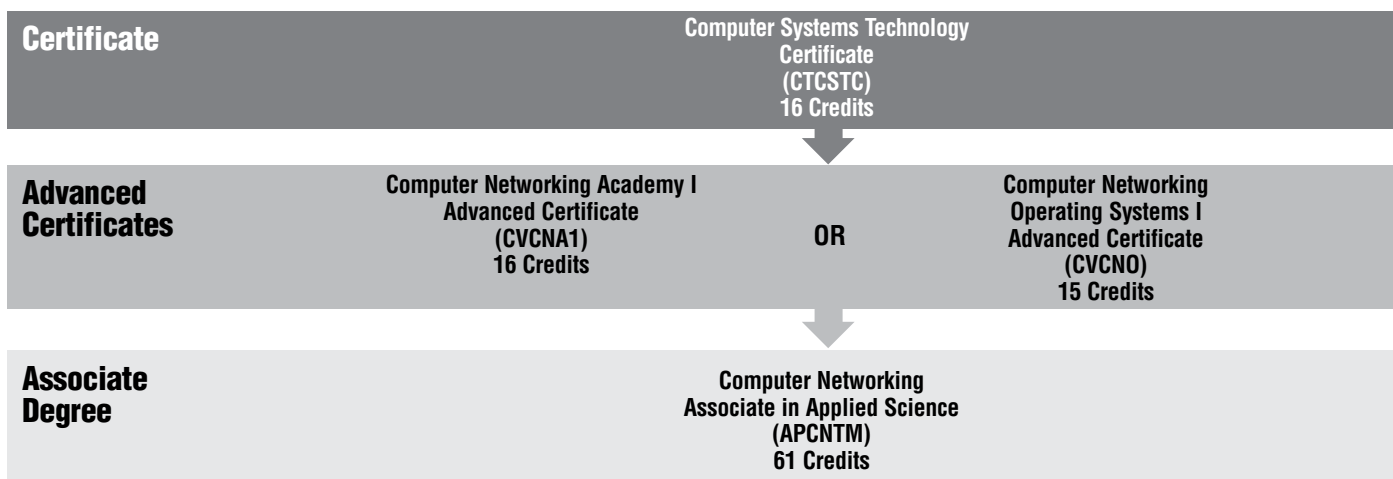 Certificate
Computer Systems Technology
Certificate
(CTCSTC)
16 Credits
Advanced
Certificates
Computer Networking Academy I
Advanced Certificate
(CVCNA1)
16 Credits
OR
Computer Networking
Operating Systems I
Advanced Certificate
(CVCNO)
15 Credits
Associate
Degree
Computer Networking
Associate in Applied Science
(APCNTM)
61 Credits